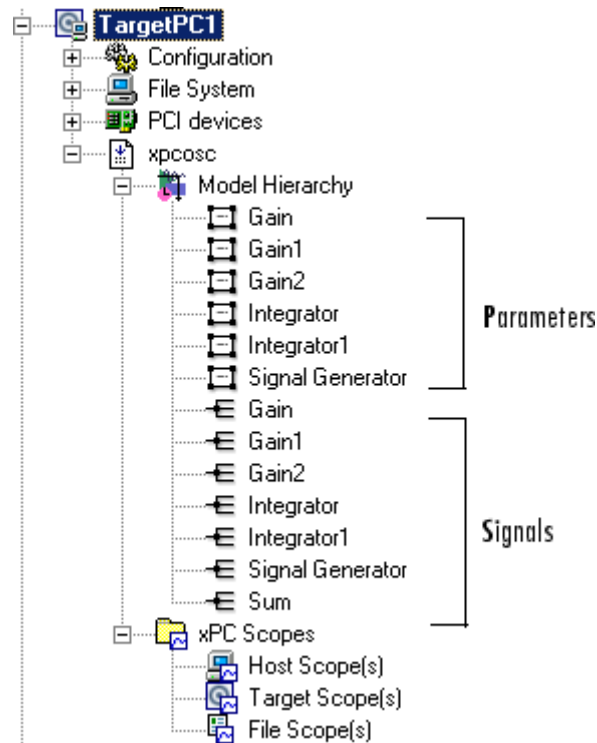 TargetPC1
Configuration
File System
PCI devices
xpcosc
Model Hierarchy
Gain
Gain1
Gain2
Integrator
Integrator1
Signal Generator
Parameters
Gain
Gain1
Gain2
Integrator
Integrator1
Signal Generator
Sum
Signals
xPC Scopes
Host Scope(s)
Target Scope(s)
File Scope(s)